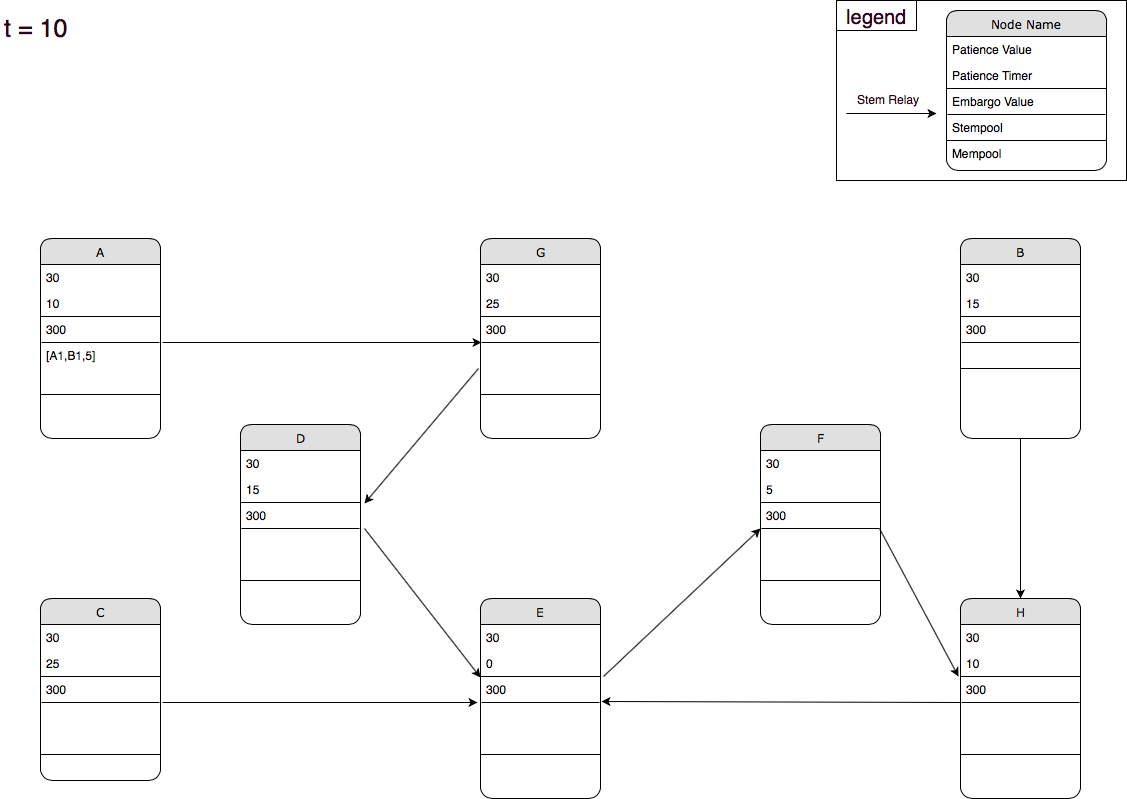 t = 10
legend
Node Name
Patience Value
Patience Timer
Stem Relay
Embargo Value
Stempool
Mempool
A
30
10
300
[A1,B1,5]
G
30
25
300
B
30
15
300
D
30
15
300
F
30
5
300
C
30
25
300
E
30
0
300
H
30
10
300